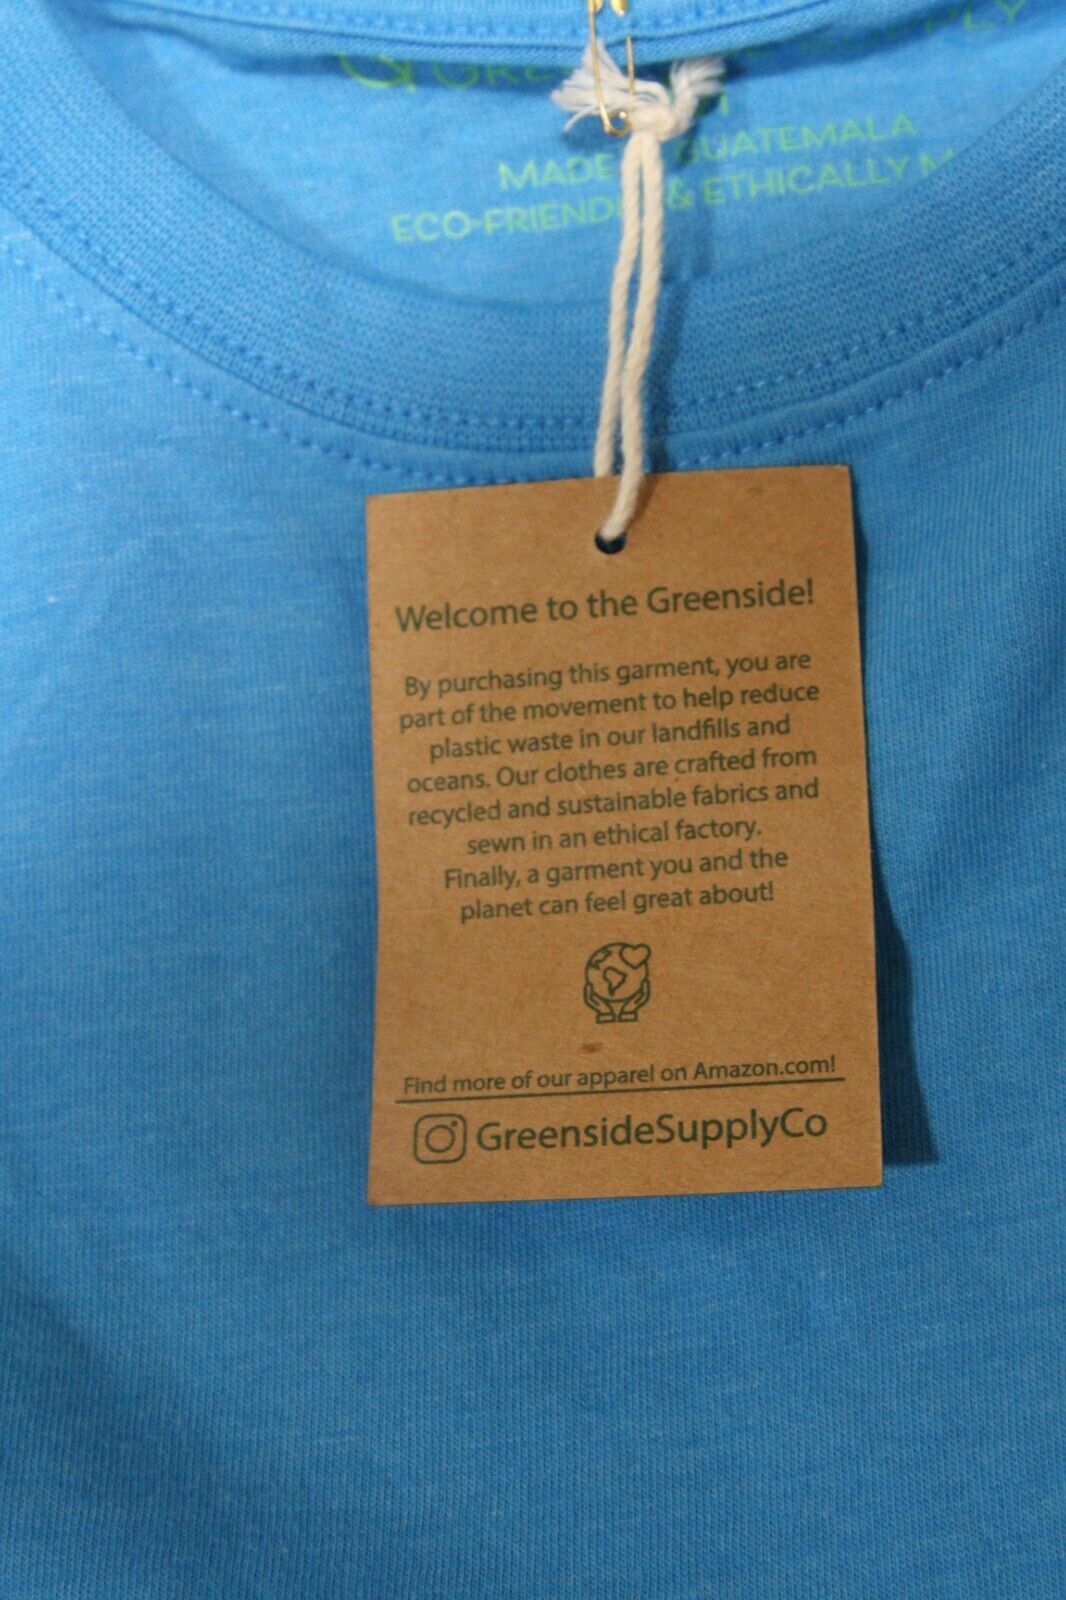 SUPPLY
MADE GUATEMALA
& ETHICALLY
Welcome to the Greenside!
By purchasing this garment, you are
part of the movement to help reduce
plastic waste in our landfills and
oceans. Our clothes are crafted from
recycled and sustainable fabrics and
sewn in an ethical factory.
Finally, a garment you and the
planet can feel great about!
Find more of our apparel on Amazon.com!
GreensideSupplyCo